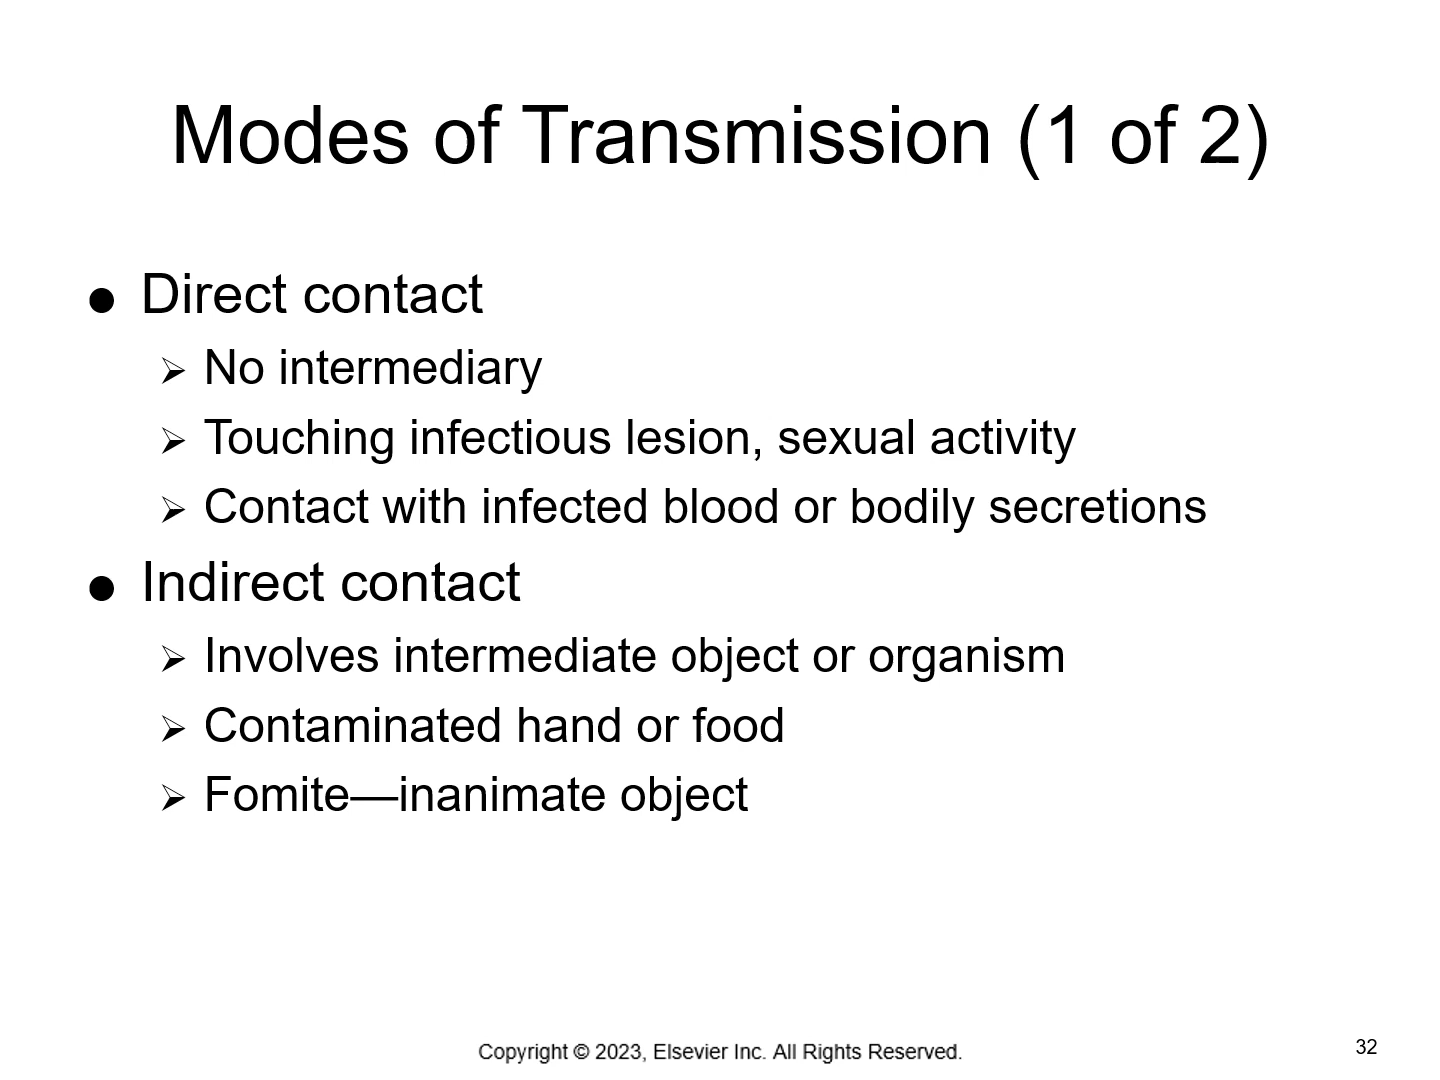 Modes of Transmission (1 of 2)
● Direct contact
➢ No intermediary
➢ Touching infectious lesion, sexual activity
➢ Contact with infected blood or bodily secretions
● Indirect contact
➢ Involves intermediate object or organism
➢ Contaminated hand or food
➢ Fomite—inanimate object
Copyright © 2023, Elsevier Inc. All Rights Reserved.
32